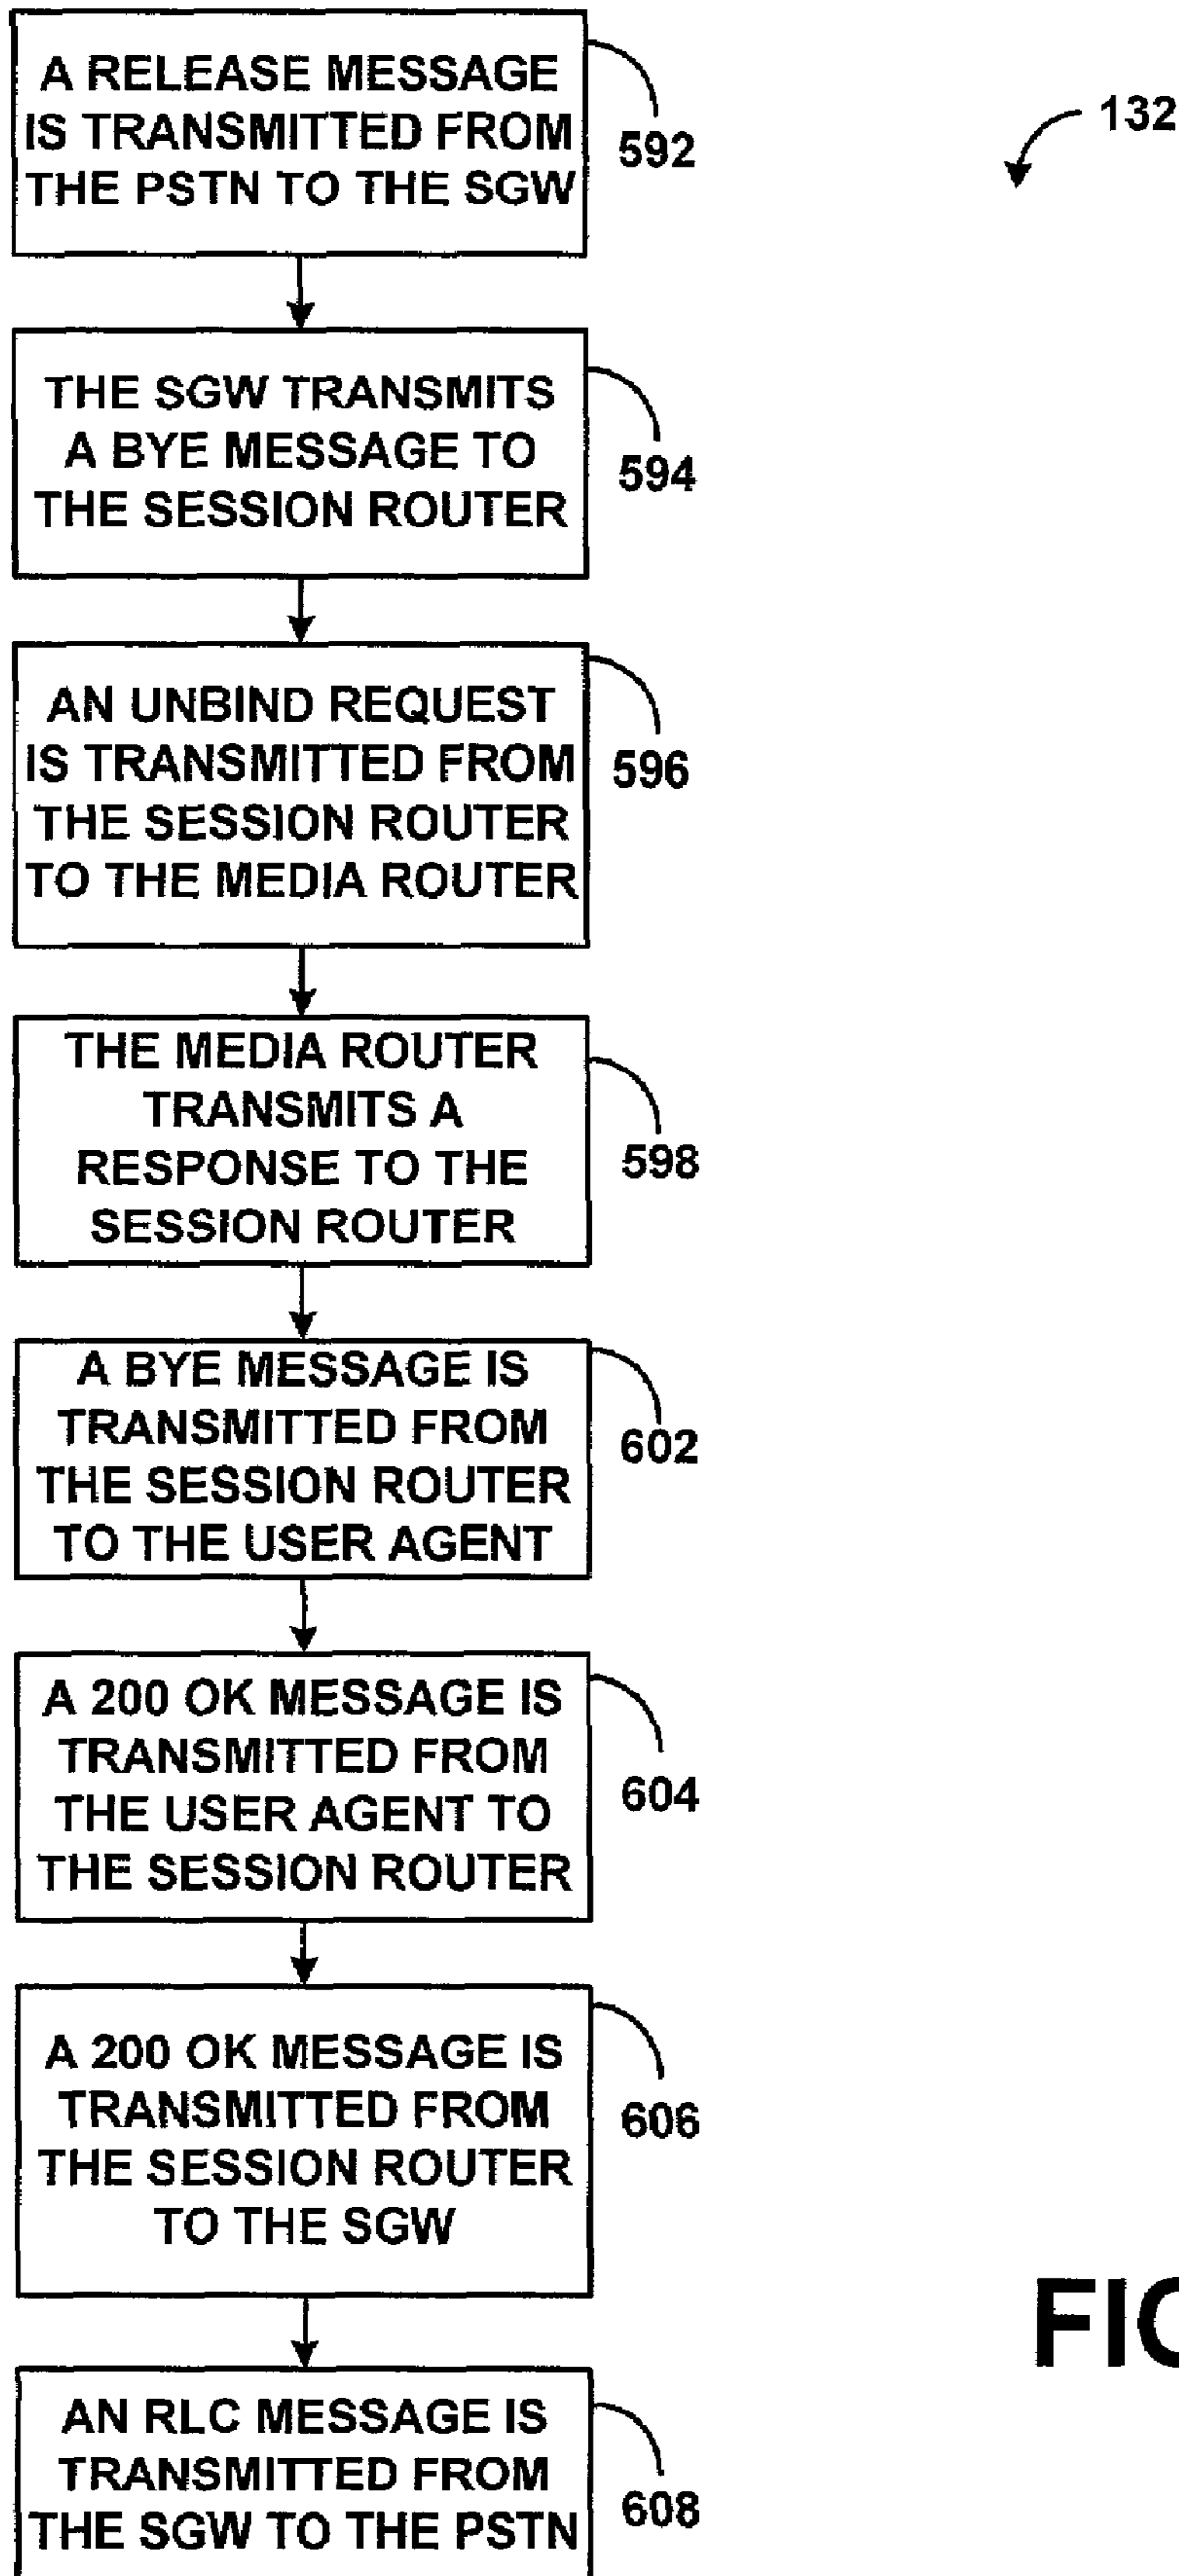 A RELEASE MESSAGE
IS TRANSMITTED FROM
THE PSTN TO THE SGW
592
132
THE SGW TRANSMITS
A BYE MESSAGE TO
THE SESSION ROUTER
594
AN UNBIND REQUEST
IS TRANSMITTED FROM
THE SESSION ROUTER
TO THE MEDIA ROUTER
596
THE MEDIA ROUTER
TRANSMITS A
RESPONSE TO THE
SESSION ROUTER
598
A BYE MESSAGE IS
TRANSMITTED FROM
THE SESSION ROUTER
TO THE USER AGENT
602
A 200 OK MESSAGE IS
TRANSMITTED FROM
THE USER AGENT TO
THE SESSION ROUTER
604
A 200 OK MESSAGE IS
TRANSMITTED FROM
THE SESSION ROUTER
TO THE SGW
606
AN RLC MESSAGE IS
TRANSMITTED FROM
THE SGW TO THE PSTN
608